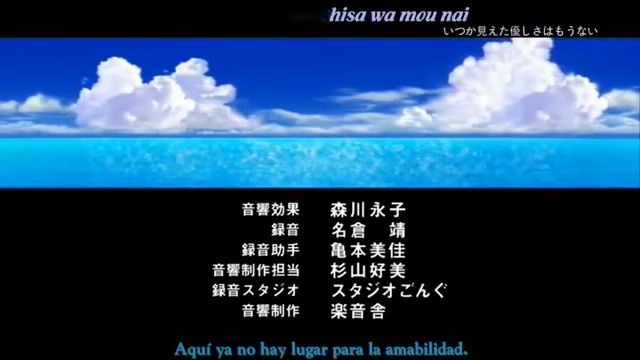 hisa wa mou nai
いつか見えた優しさはもうない
音響効果 森川永子
録音 名倉 靖
録音助手 亀本美佳
音響制作担当 杉山好美
録音スタジオ スタジオごんぐ
音響制作 楽音舎
Aquí ya no hay lugar para la amabilidad.